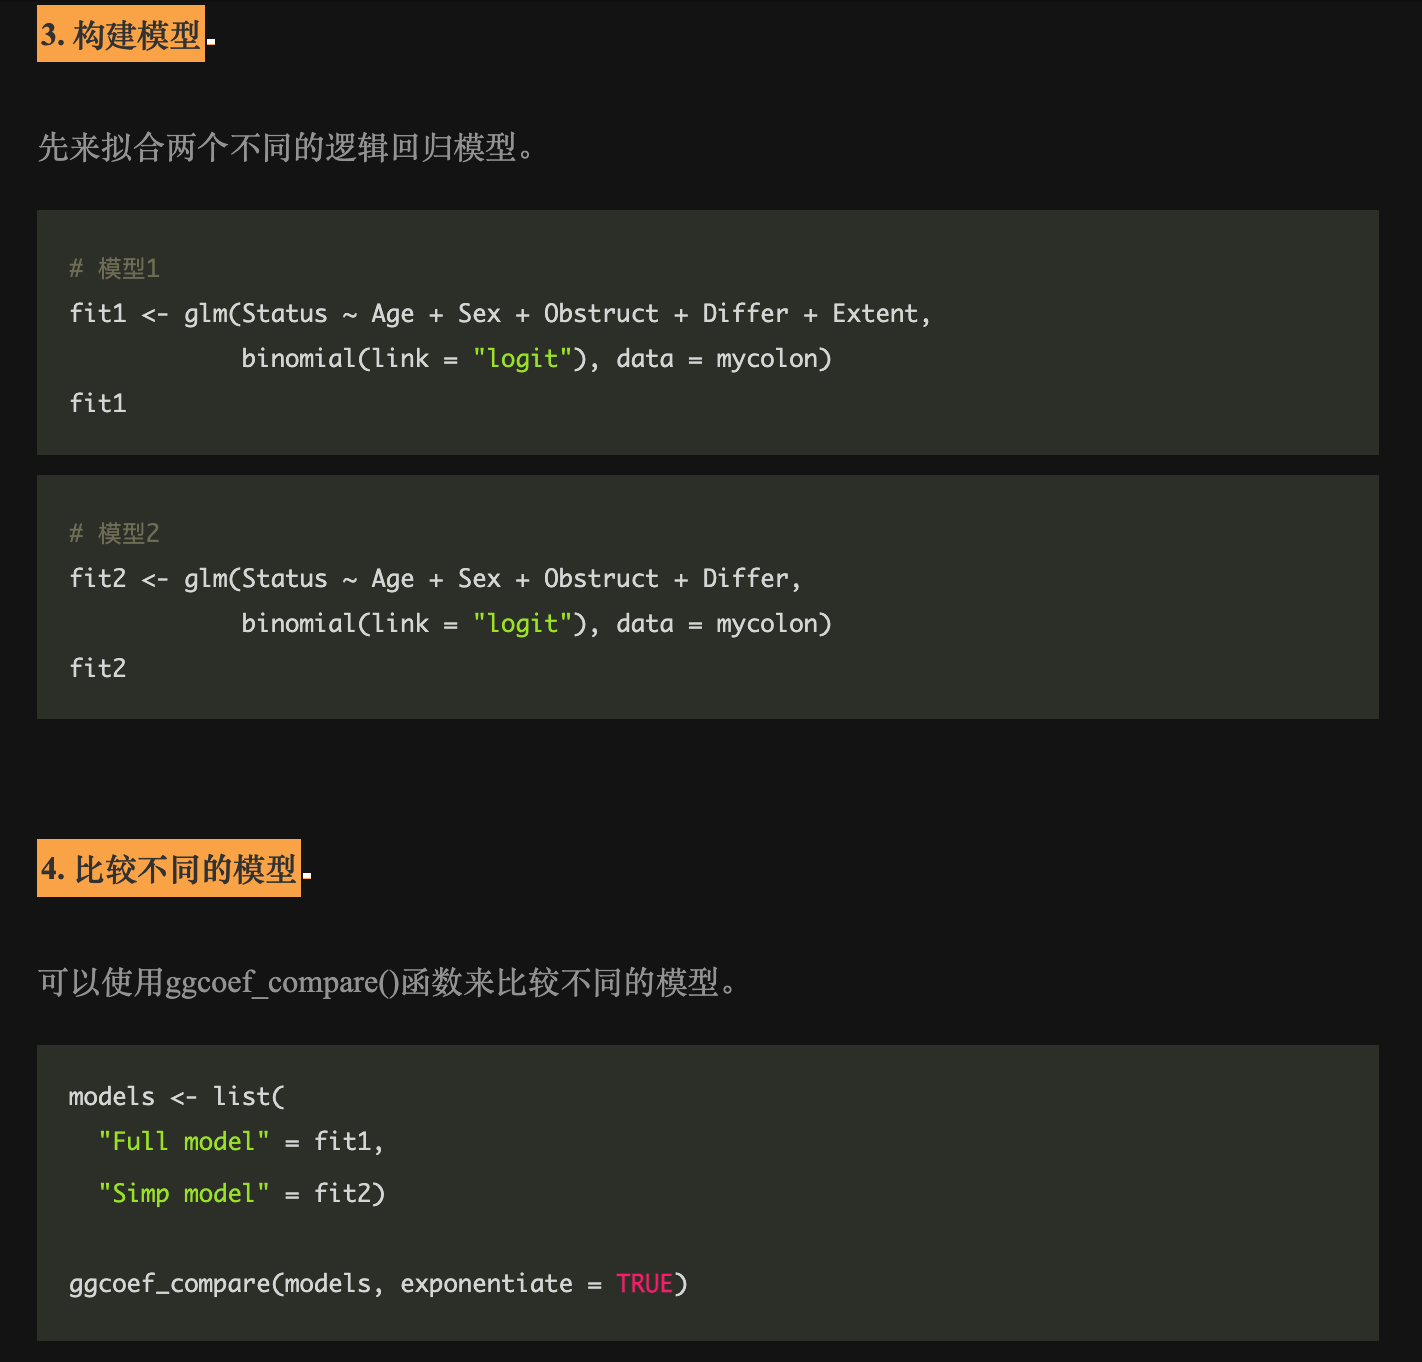 3. 构建模型
先来拟合两个不同的逻辑回归模型。
# 模型1
fit1 <- glm(Status ~ Age + Sex + Obstruct + Differ + Extent,
            binomial(link = "logit"), data = mycolon)
fit1
# 模型2
fit2 <- glm(Status ~ Age + Sex + Obstruct + Differ,
            binomial(link = "logit"), data = mycolon)
fit2
4. 比较不同的模型
可以使用ggcoef_compare()函数来比较不同的模型。
models <- list(
  "Full model" = fit1,
  "Simp model" = fit2)
ggcoef_compare(models, exponentiate = TRUE)